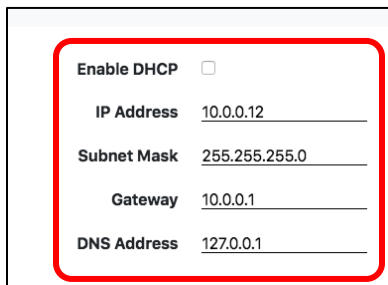 Enable DHCP
IP Address 10.0.0.12
Subnet Mask 255.255.255.0
Gateway 10.0.0.1
DNS Address 127.0.0.1